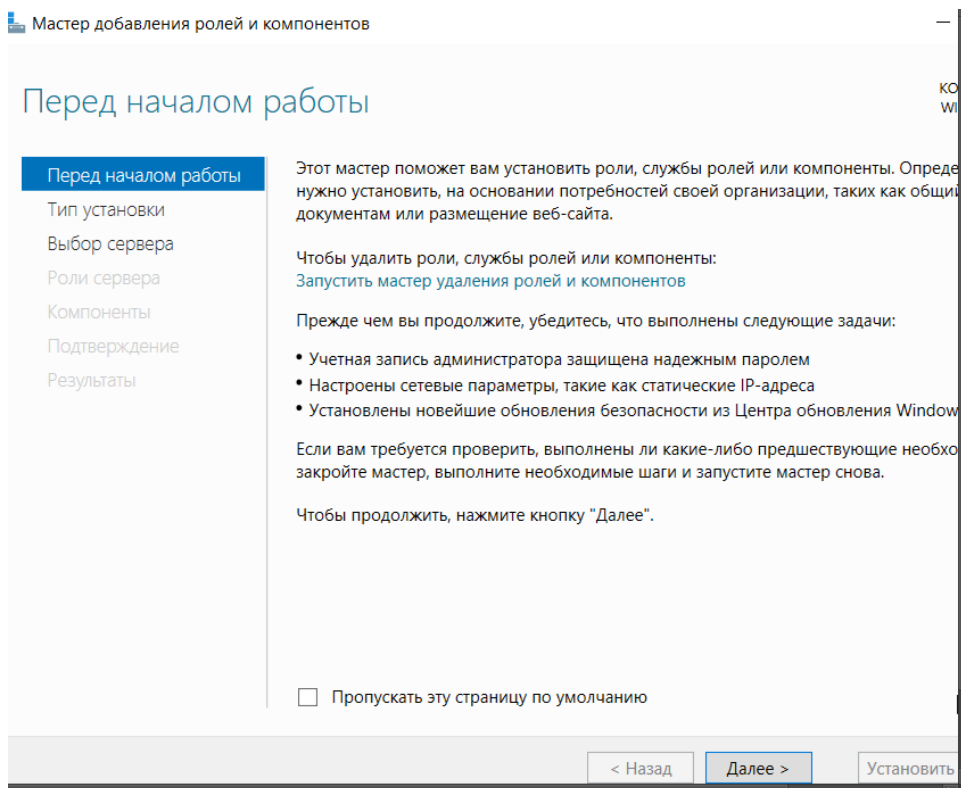 Мастер добавления ролей и компонентов
Перед началом работы
Перед началом работы
Тип установки
Выбор сервера
Роли сервера
Компоненты
Подтверждение
Результаты
Этот мастер поможет вам установить роли, службы ролей или компоненты. Опреде
нужно установить, на основании потребностей своей организации, таких как общи
документам или размещение веб-сайта.
Чтобы удалить роли, службы ролей или компоненты:
Запустить мастер удаления ролей и компонентов
Прежде чем вы продолжите, убедитесь, что выполнены следующие задачи:
• Учетная запись администратора защищена надежным паролем
• Настроены сетевые параметры, такие как статические IP-адреса
• Установлены новейшие обновления безопасности из Центра обновления Window
Если вам требуется проверить, выполнены ли какие-либо предшествующие необхо
закройте мастер, выполните необходимые шаги и запустите мастер снова.
Чтобы продолжить, нажмите кнопку "Далее".
Пропускать эту страницу по умолчанию
< Назад
Далее >
Установить